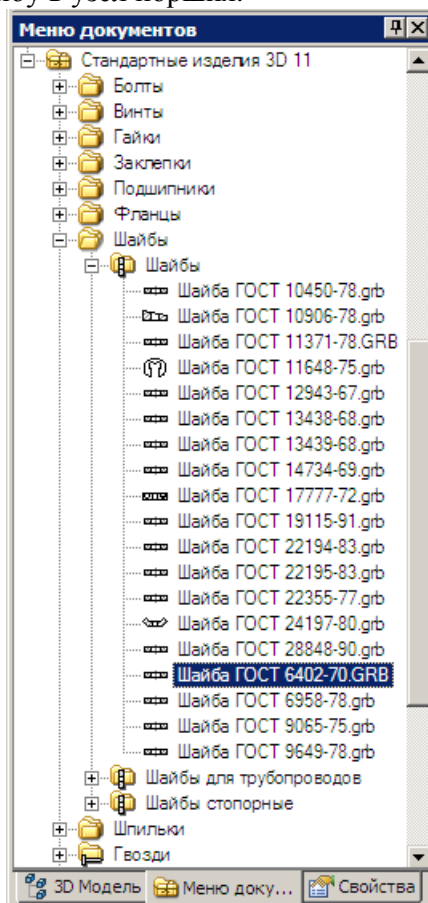 Меню документов
Стандартные изделия 3D 11
Болты
Винты
Гайки
Заклепки
Подшипники
Фланцы
Шайбы
Шайбы
Шайба ГОСТ 10450-78.grb
Шайба ГОСТ 10906-78.grb
Шайба ГОСТ 11371-78.GRB
Шайба ГОСТ 11648-75.grb
Шайба ГОСТ 12943-67.grb
Шайба ГОСТ 13438-68.grb
Шайба ГОСТ 13439-68.grb
Шайба ГОСТ 14734-69.grb
Шайба ГОСТ 17777-72.grb
Шайба ГОСТ 19115-91.grb
Шайба ГОСТ 22194-83.grb
Шайба ГОСТ 22195-83.grb
Шайба ГОСТ 22355-77.grb
Шайба ГОСТ 24197-80.grb
Шайба ГОСТ 28848-90.grb
Шайба ГОСТ 6402-70.GRB
Шайба ГОСТ 6958-78.grb
Шайба ГОСТ 9065-75.grb
Шайба ГОСТ 9649-78.grb
Шайбы для трубопроводов
Шайбы стопорные
Шпильки
Гвозди
3D Модель Меню доку... Свойства